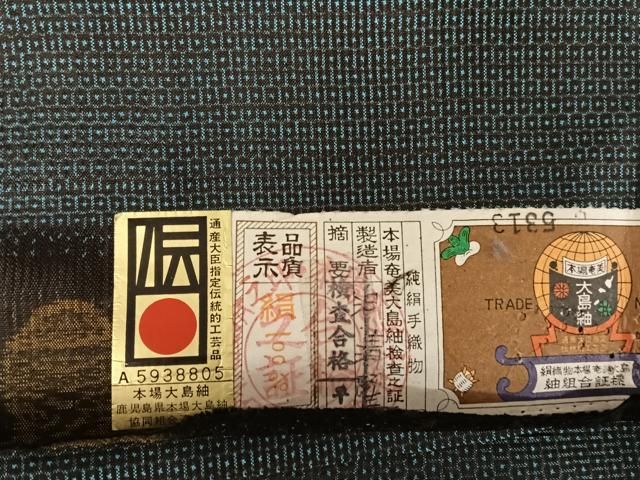 伝
通産大臣指定伝統的工芸品
A5938805
本場大島紬
鹿児島県本場大島紬
協同組合
品質
表示
絹
純絹手織物
本場奄美大島紬検査之証
製造者
摘要
検査合格
5313
TRADE
本場奄美
大島紬
絹織物本場奄美大島
紬組合証標